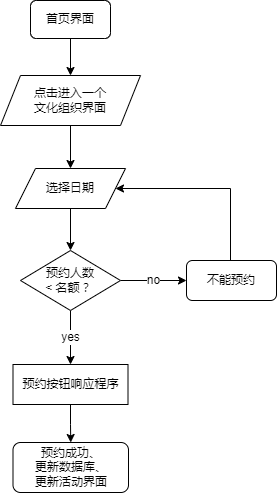 首页界面
点击进入一个
文化组织界面
选择日期
预约人数
< 名额？
no
不能预约
yes
预约按钮响应程序
预约成功、
更新数据库、
更新活动界面